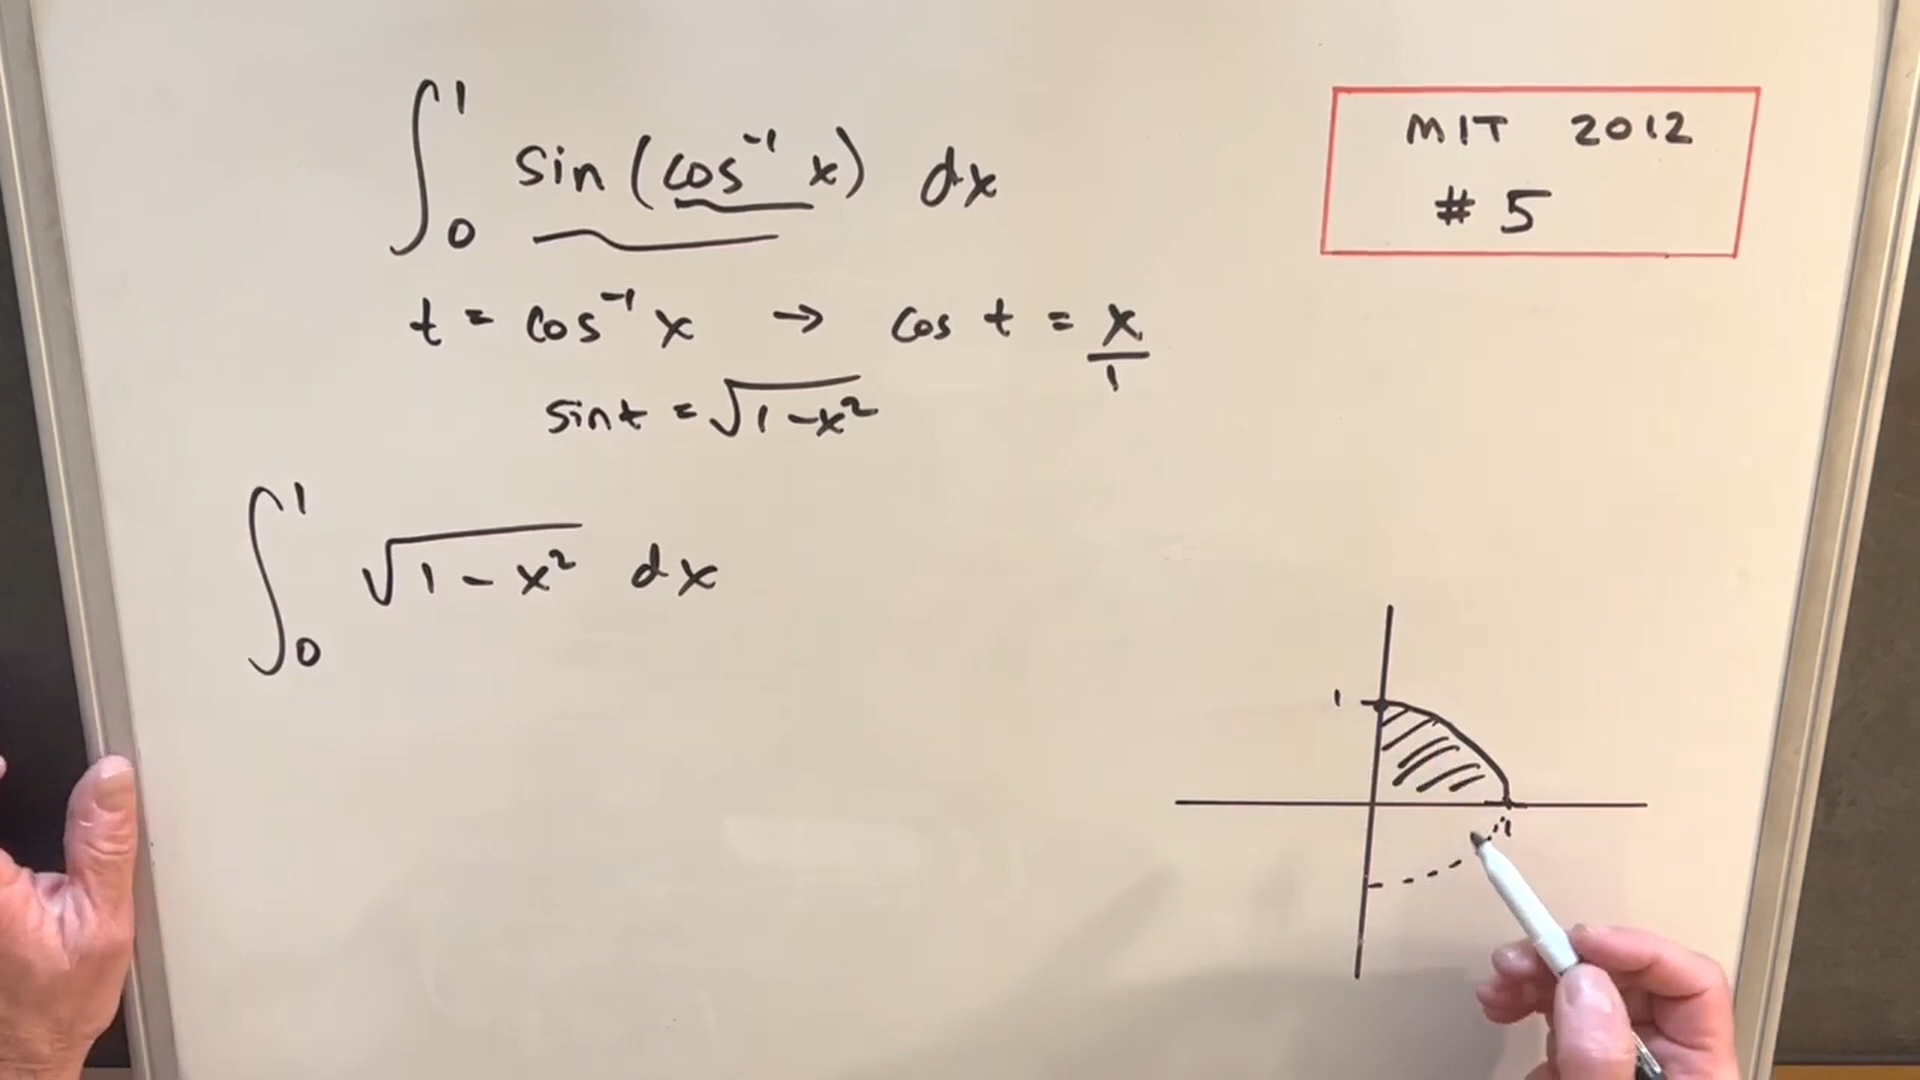 ∫₀¹ sin (cos⁻¹ x) dx
MIT 2012
# 5
t = cos⁻¹ x → cos t = x/1
sin t = √(1-x²)
∫₀¹ √(1-x²) dx
1
1